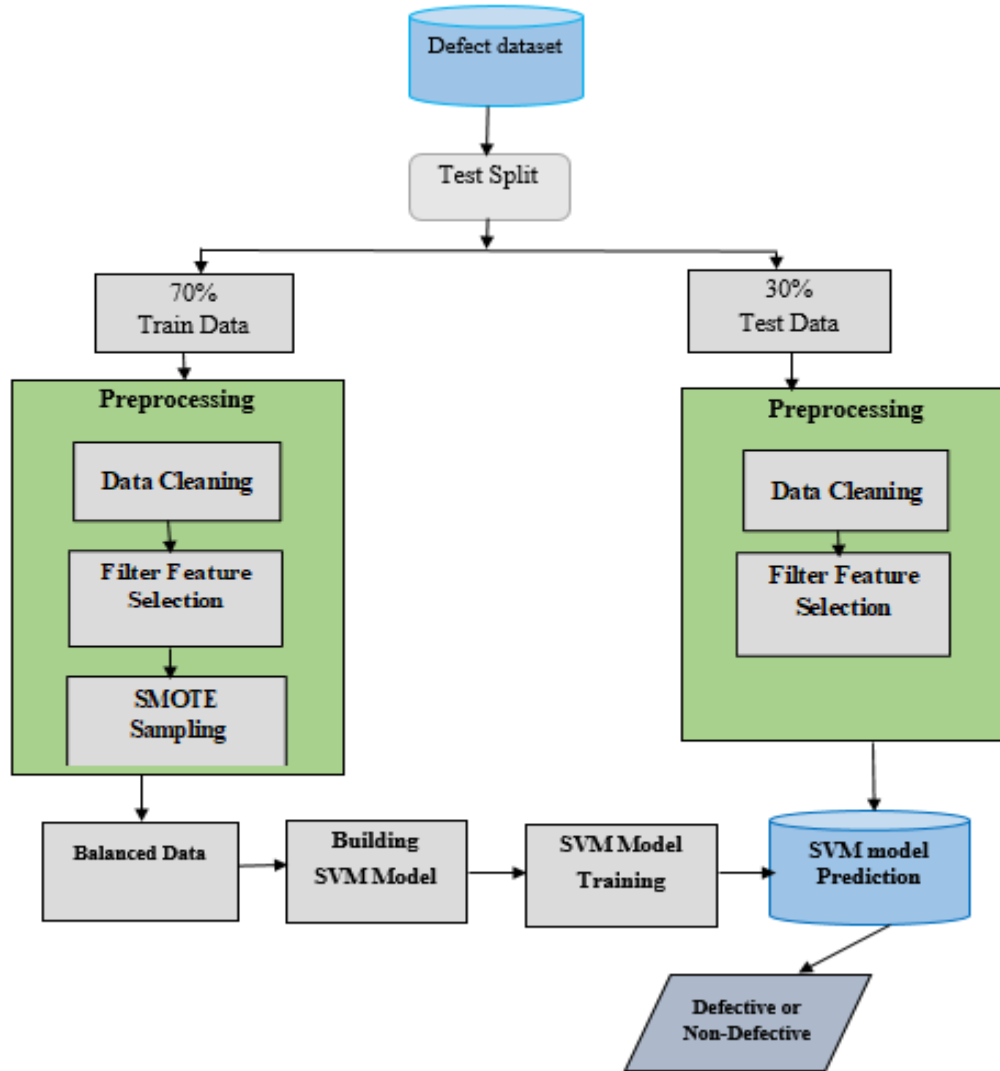 Defect dataset
Test Split
70%
Train Data
30%
Test Data
Preprocessing
Data Cleaning
Filter Feature
Selection
SMOTE
Sampling
Preprocessing
Data Cleaning
Filter Feature
Selection
Balanced Data
Building
SVM Model
SVM Model
Training
SVM model
Prediction
Defective or
Non-Defective